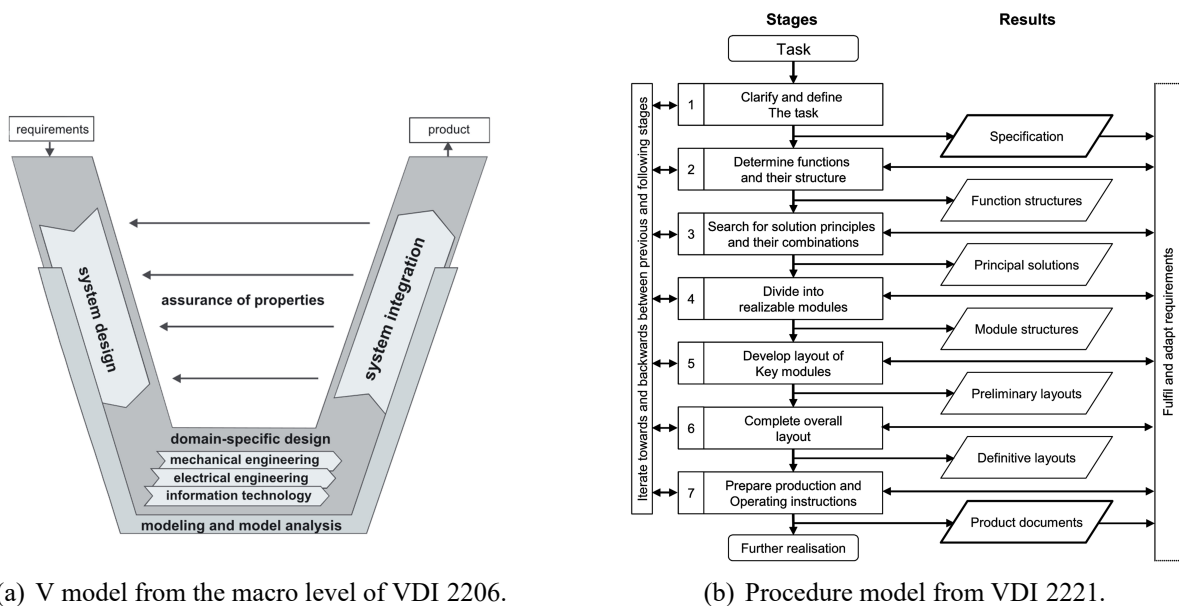 requirements
product
system design
assurance of properties
system integration
domain-specific design
mechanical engineering
electrical engineering
information technology
modeling and model analysis
) V model from the macro level of VDI 2206.
Stages
Results
Task
Iterate towards and backwards between previous and following stages
1
Clarify and define
The task
Specification
2
Determine functions
and their structure
Function structures
3
Search for solution principles
and their combinations
Principal solutions
4
Divide into
realizable modules
Module structures
5
Develop layout of
Key modules
Preliminary layouts
6
Complete overall
layout
Definitive layouts
7
Prepare production and
Operating instructions
Product documents
Further realisation
Fulfil and adapt requirements
(b) Procedure model from VDI 2221.